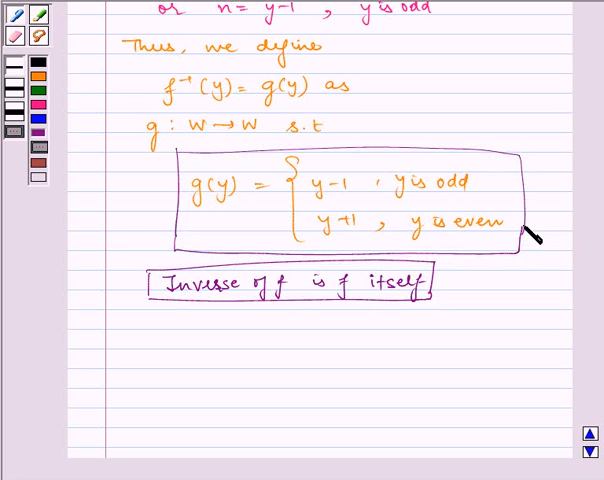 or n = y-1 , y is odd
Thus, we define
f⁻¹(y) = g(y) as
g : W → W s.t
g(y) = { y-1 , y is odd
y+1 , y is even
Inverse of f is f itself